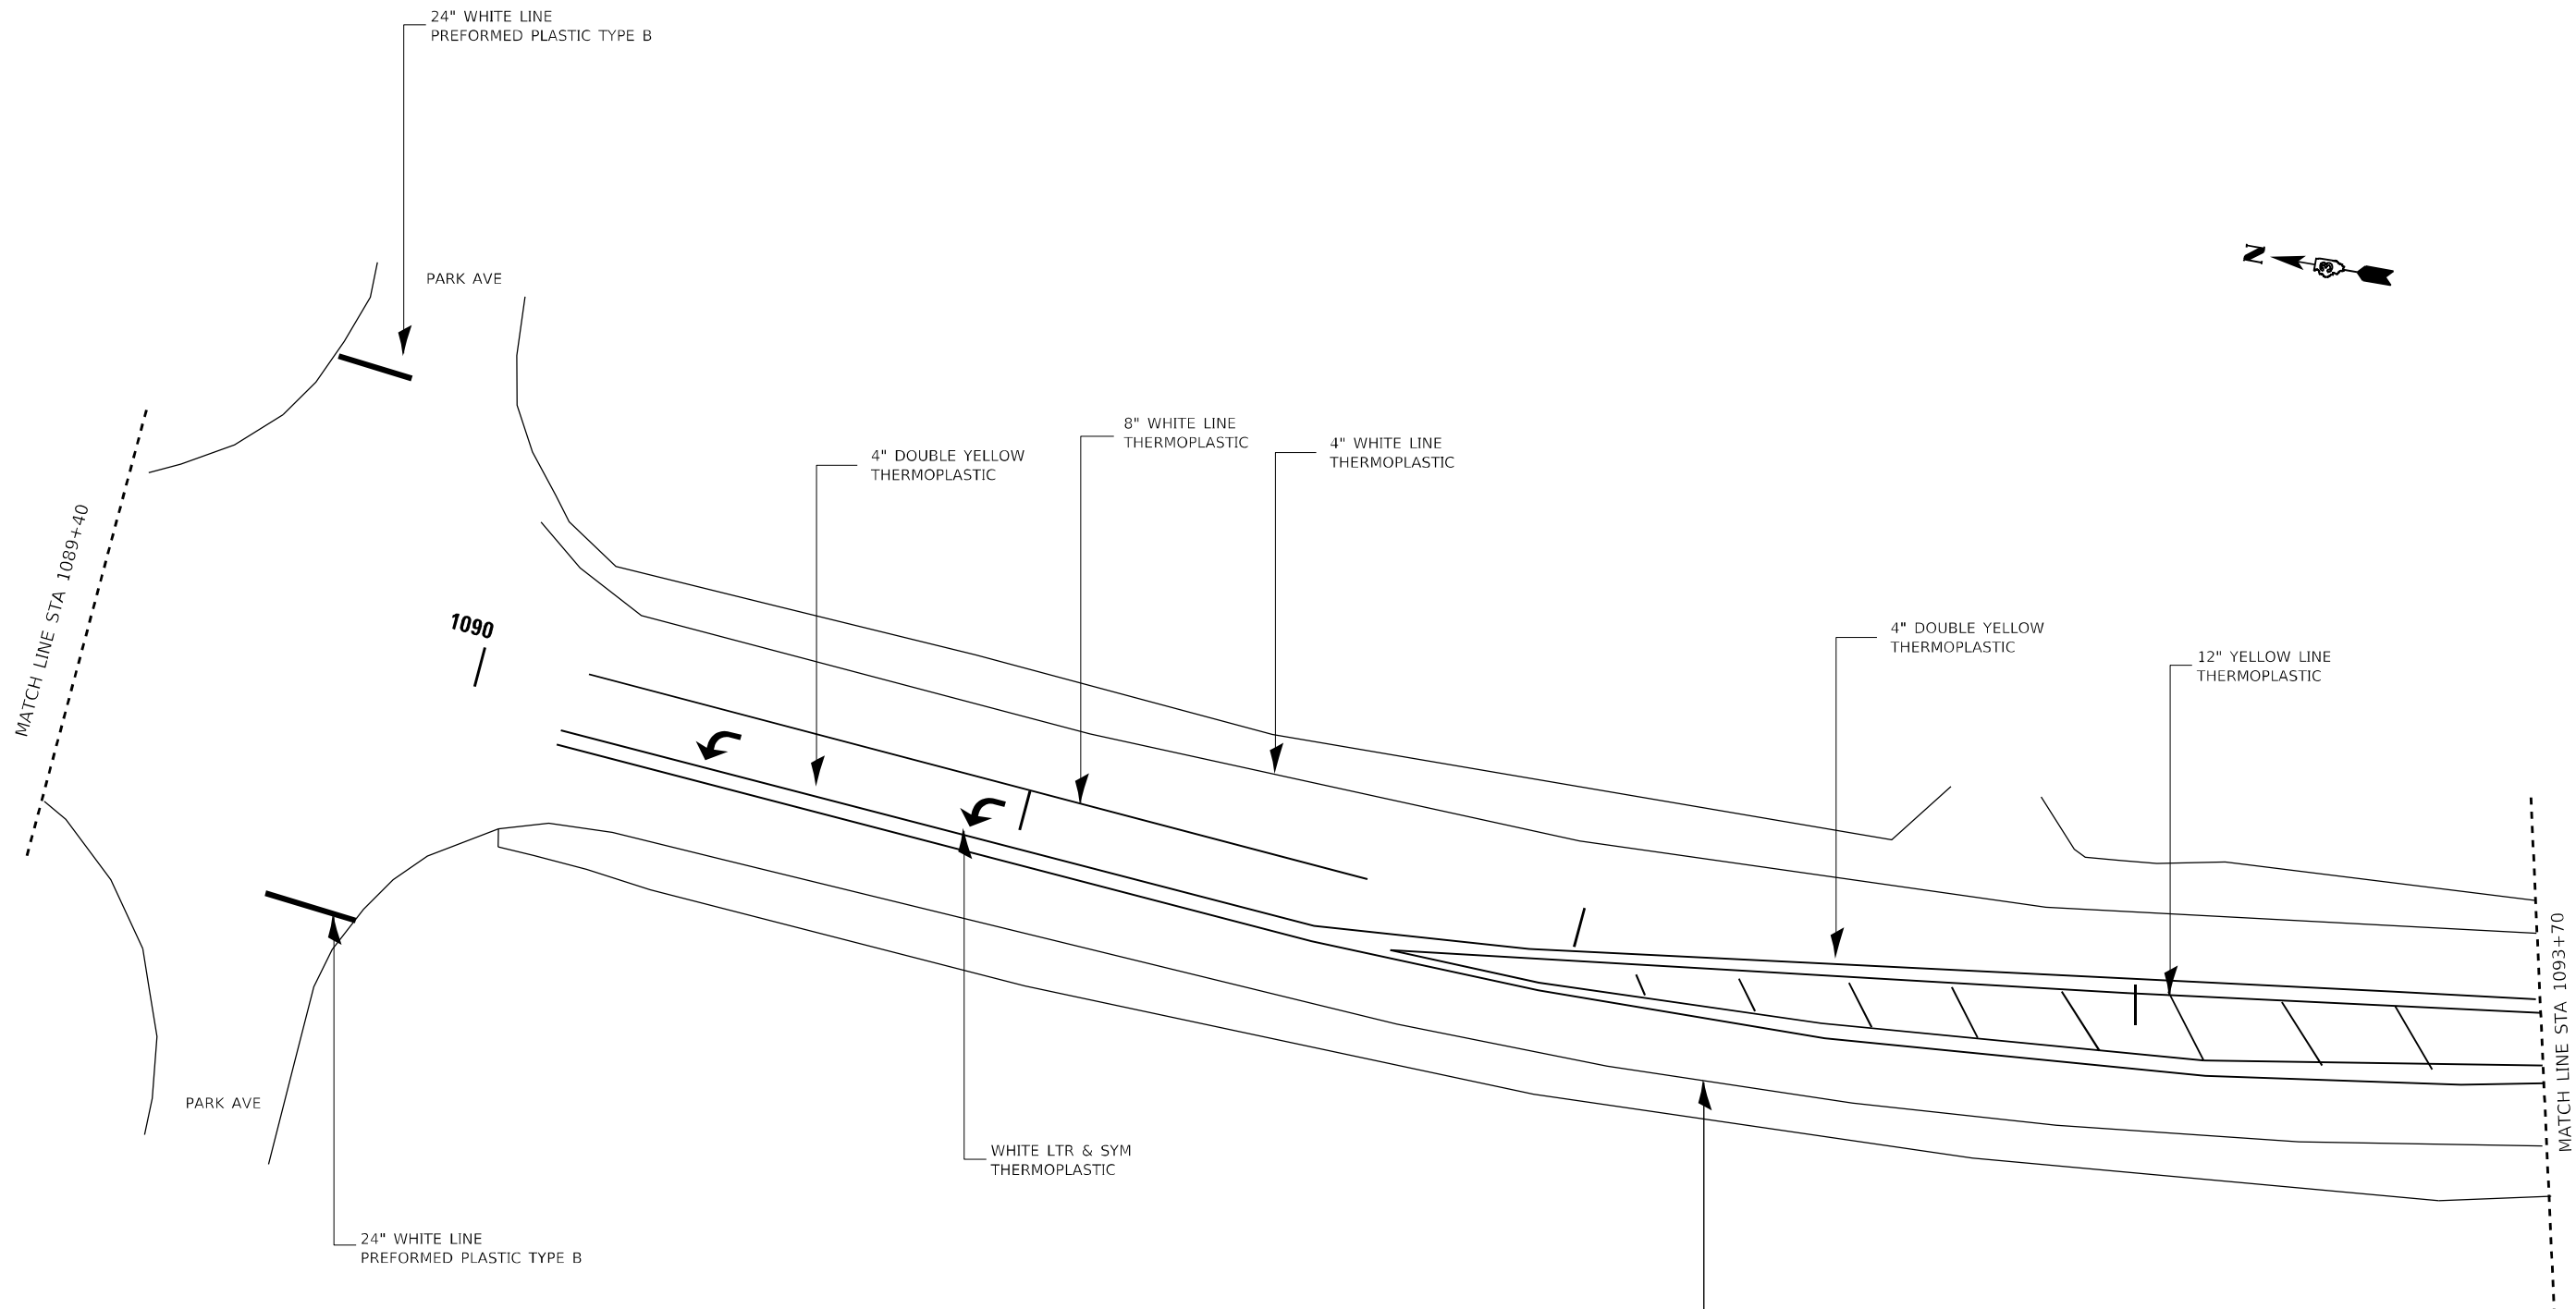 24" WHITE LINE
PREFORMED PLASTIC TYPE B
PARK AVE
N
MATCH LINE STA 1089+40
1090
4" DOUBLE YELLOW
THERMOPLASTIC
8" WHITE LINE
THERMOPLASTIC
4" WHITE LINE
THERMOPLASTIC
4" DOUBLE YELLOW
THERMOPLASTIC
12" YELLOW LINE
THERMOPLASTIC
MATCH LINE STA 1093+70
PARK AVE
WHITE LTR & SYM
THERMOPLASTIC
24" WHITE LINE
PREFORMED PLASTIC TYPE B